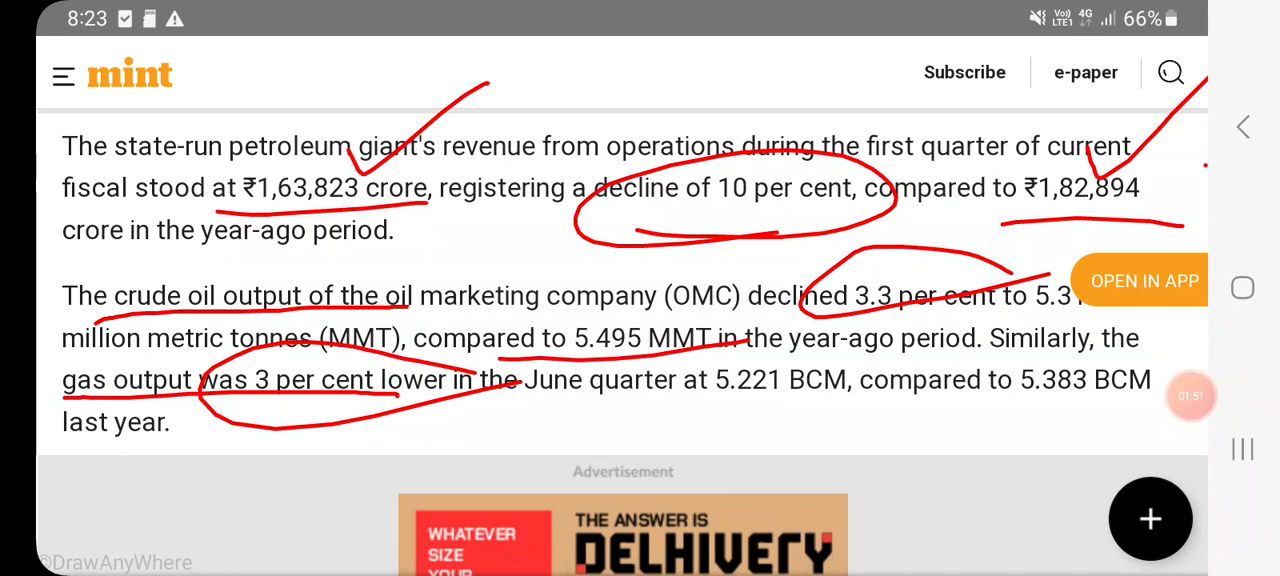 8:23 Vo) LTE1 4G 66%
mint Subscribe e-paper
The state-run petroleum giant's revenue from operations during the first quarter of current
fiscal stood at ₹1,63,823 crore, registering a decline of 10 per cent, compared to ₹1,82,894
crore in the year-ago period.
OPEN IN APP
The crude oil output of the oil marketing company (OMC) declined 3.3 per cent to
million metric tonnes (MMT), compared to 5.495 MMT in the year-ago period. Similarly, the
gas output was 3 per cent lower in the June quarter at 5.221 BCM, compared to 5.383 BCM
last year.
01:51
Advertisement
WHATEVER
SIZE
YOUR
THE ANSWER IS
DELHIVERY
©DrawAnyWhere